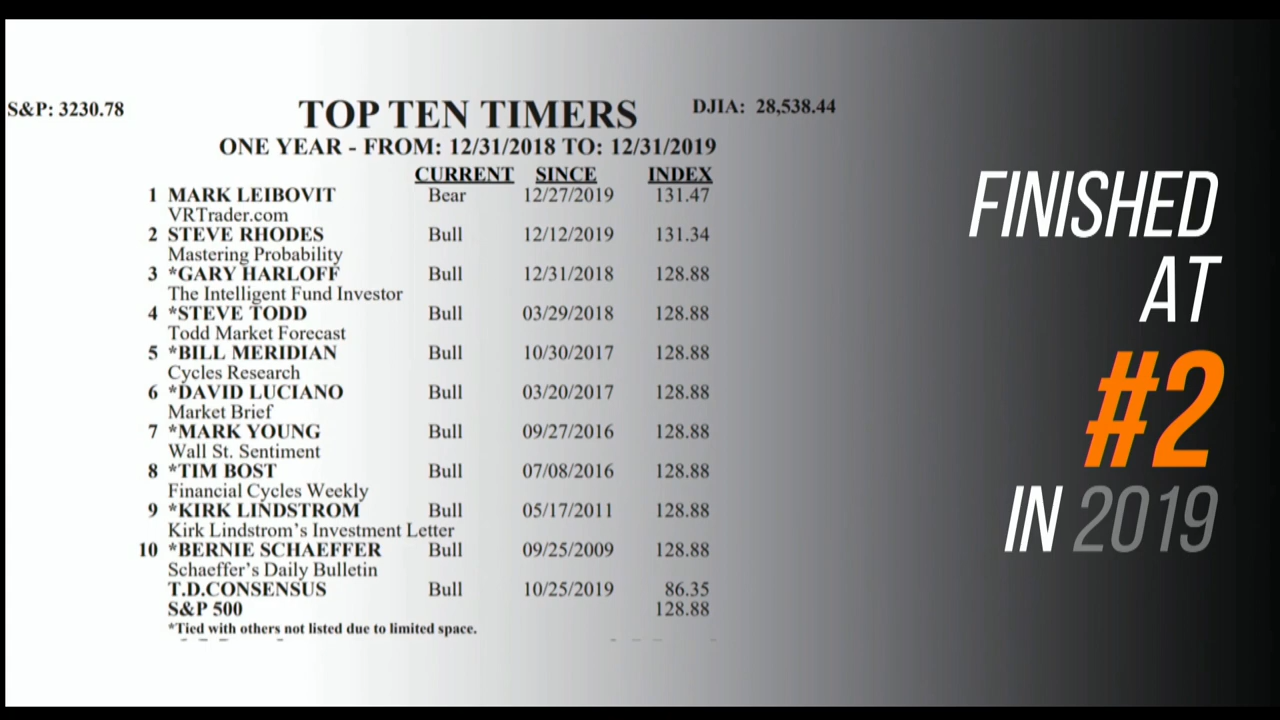 S&P: 3230.78
TOP TEN TIMERS
DJIA: 28,538.44
ONE YEAR - FROM: 12/31/2018 TO: 12/31/2019
CURRENT SINCE INDEX
1 MARK LEIBOVIT Bear 12/27/2019 131.47
VRTrader.com
2 STEVE RHODES Bull 12/12/2019 131.34
Mastering Probability
3 *GARY HARLOFF Bull 12/31/2018 128.88
The Intelligent Fund Investor
4 *STEVE TODD Bull 03/29/2018 128.88
Todd Market Forecast
5 *BILL MERIDIAN Bull 10/30/2017 128.88
Cycles Research
6 *DAVID LUCIANO Bull 03/20/2017 128.88
Market Brief
7 *MARK YOUNG Bull 09/27/2016 128.88
Wall St. Sentiment
8 *TIM BOST Bull 07/08/2016 128.88
Financial Cycles Weekly
9 *KIRK LINDSTROM Bull 05/17/2011 128.88
Kirk Lindstrom's Investment Letter
10 *BERNIE SCHAEFFER Bull 09/25/2009 128.88
Schaeffer's Daily Bulletin
T.D.CONSENSUS Bull 10/25/2019 86.35
S&P 500 128.88
*Tied with others not listed due to limited space.
FINISHED
AT
#2
IN 2019